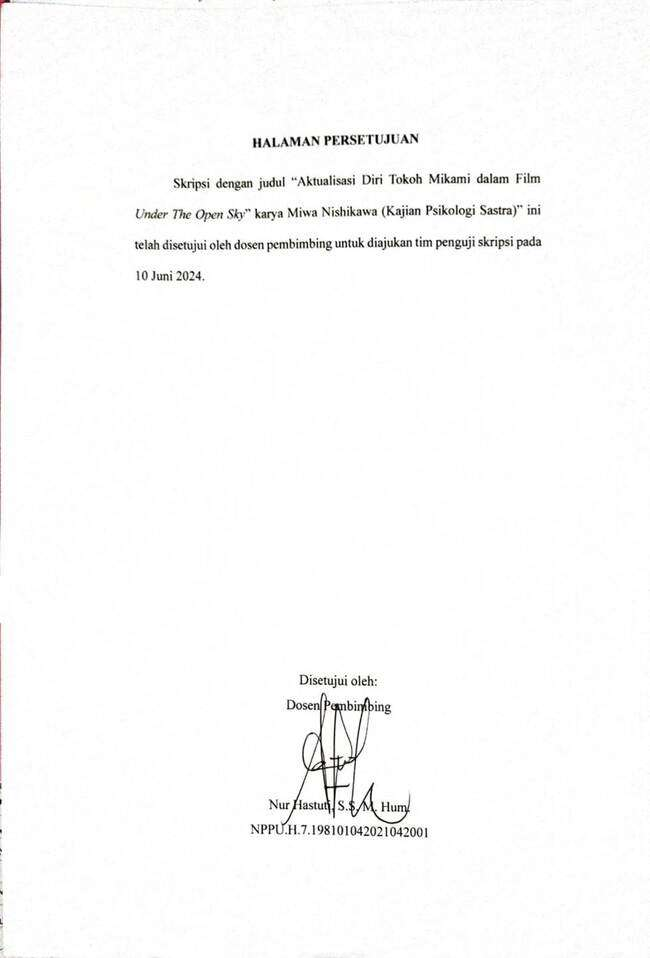 HALAMAN PERSETUJUAN
Skripsi dengan judul “Aktualisasi Diri Tokoh Mikami dalam Film
Under The Open Sky” karya Miwa Nishikawa (Kajian Psikologi Sastra)” ini
telah disetujui oleh dosen pembimbing untuk diajukan tim penguji skripsi pada
10 Juni 2024.
Disetujui oleh:
Dosen Pembimbing
Nur Hastuti, S.S, M. Hum.
NPPU.H.7.198101042021042001